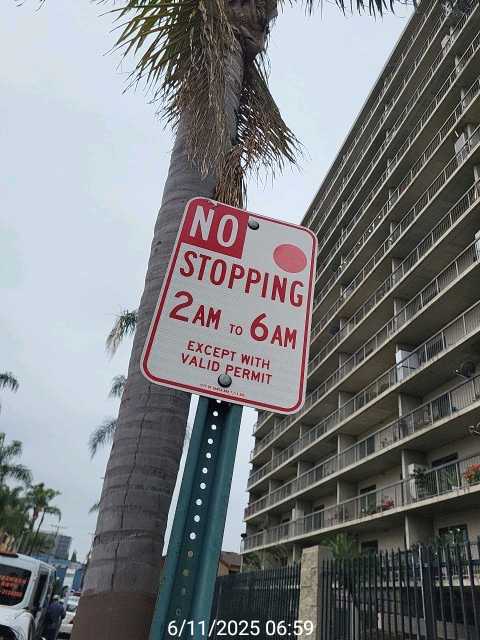 NO
STOPPING
2AM TO 6AM
EXCEPT WITH
VALID PERMIT
6/11/2025 06:59